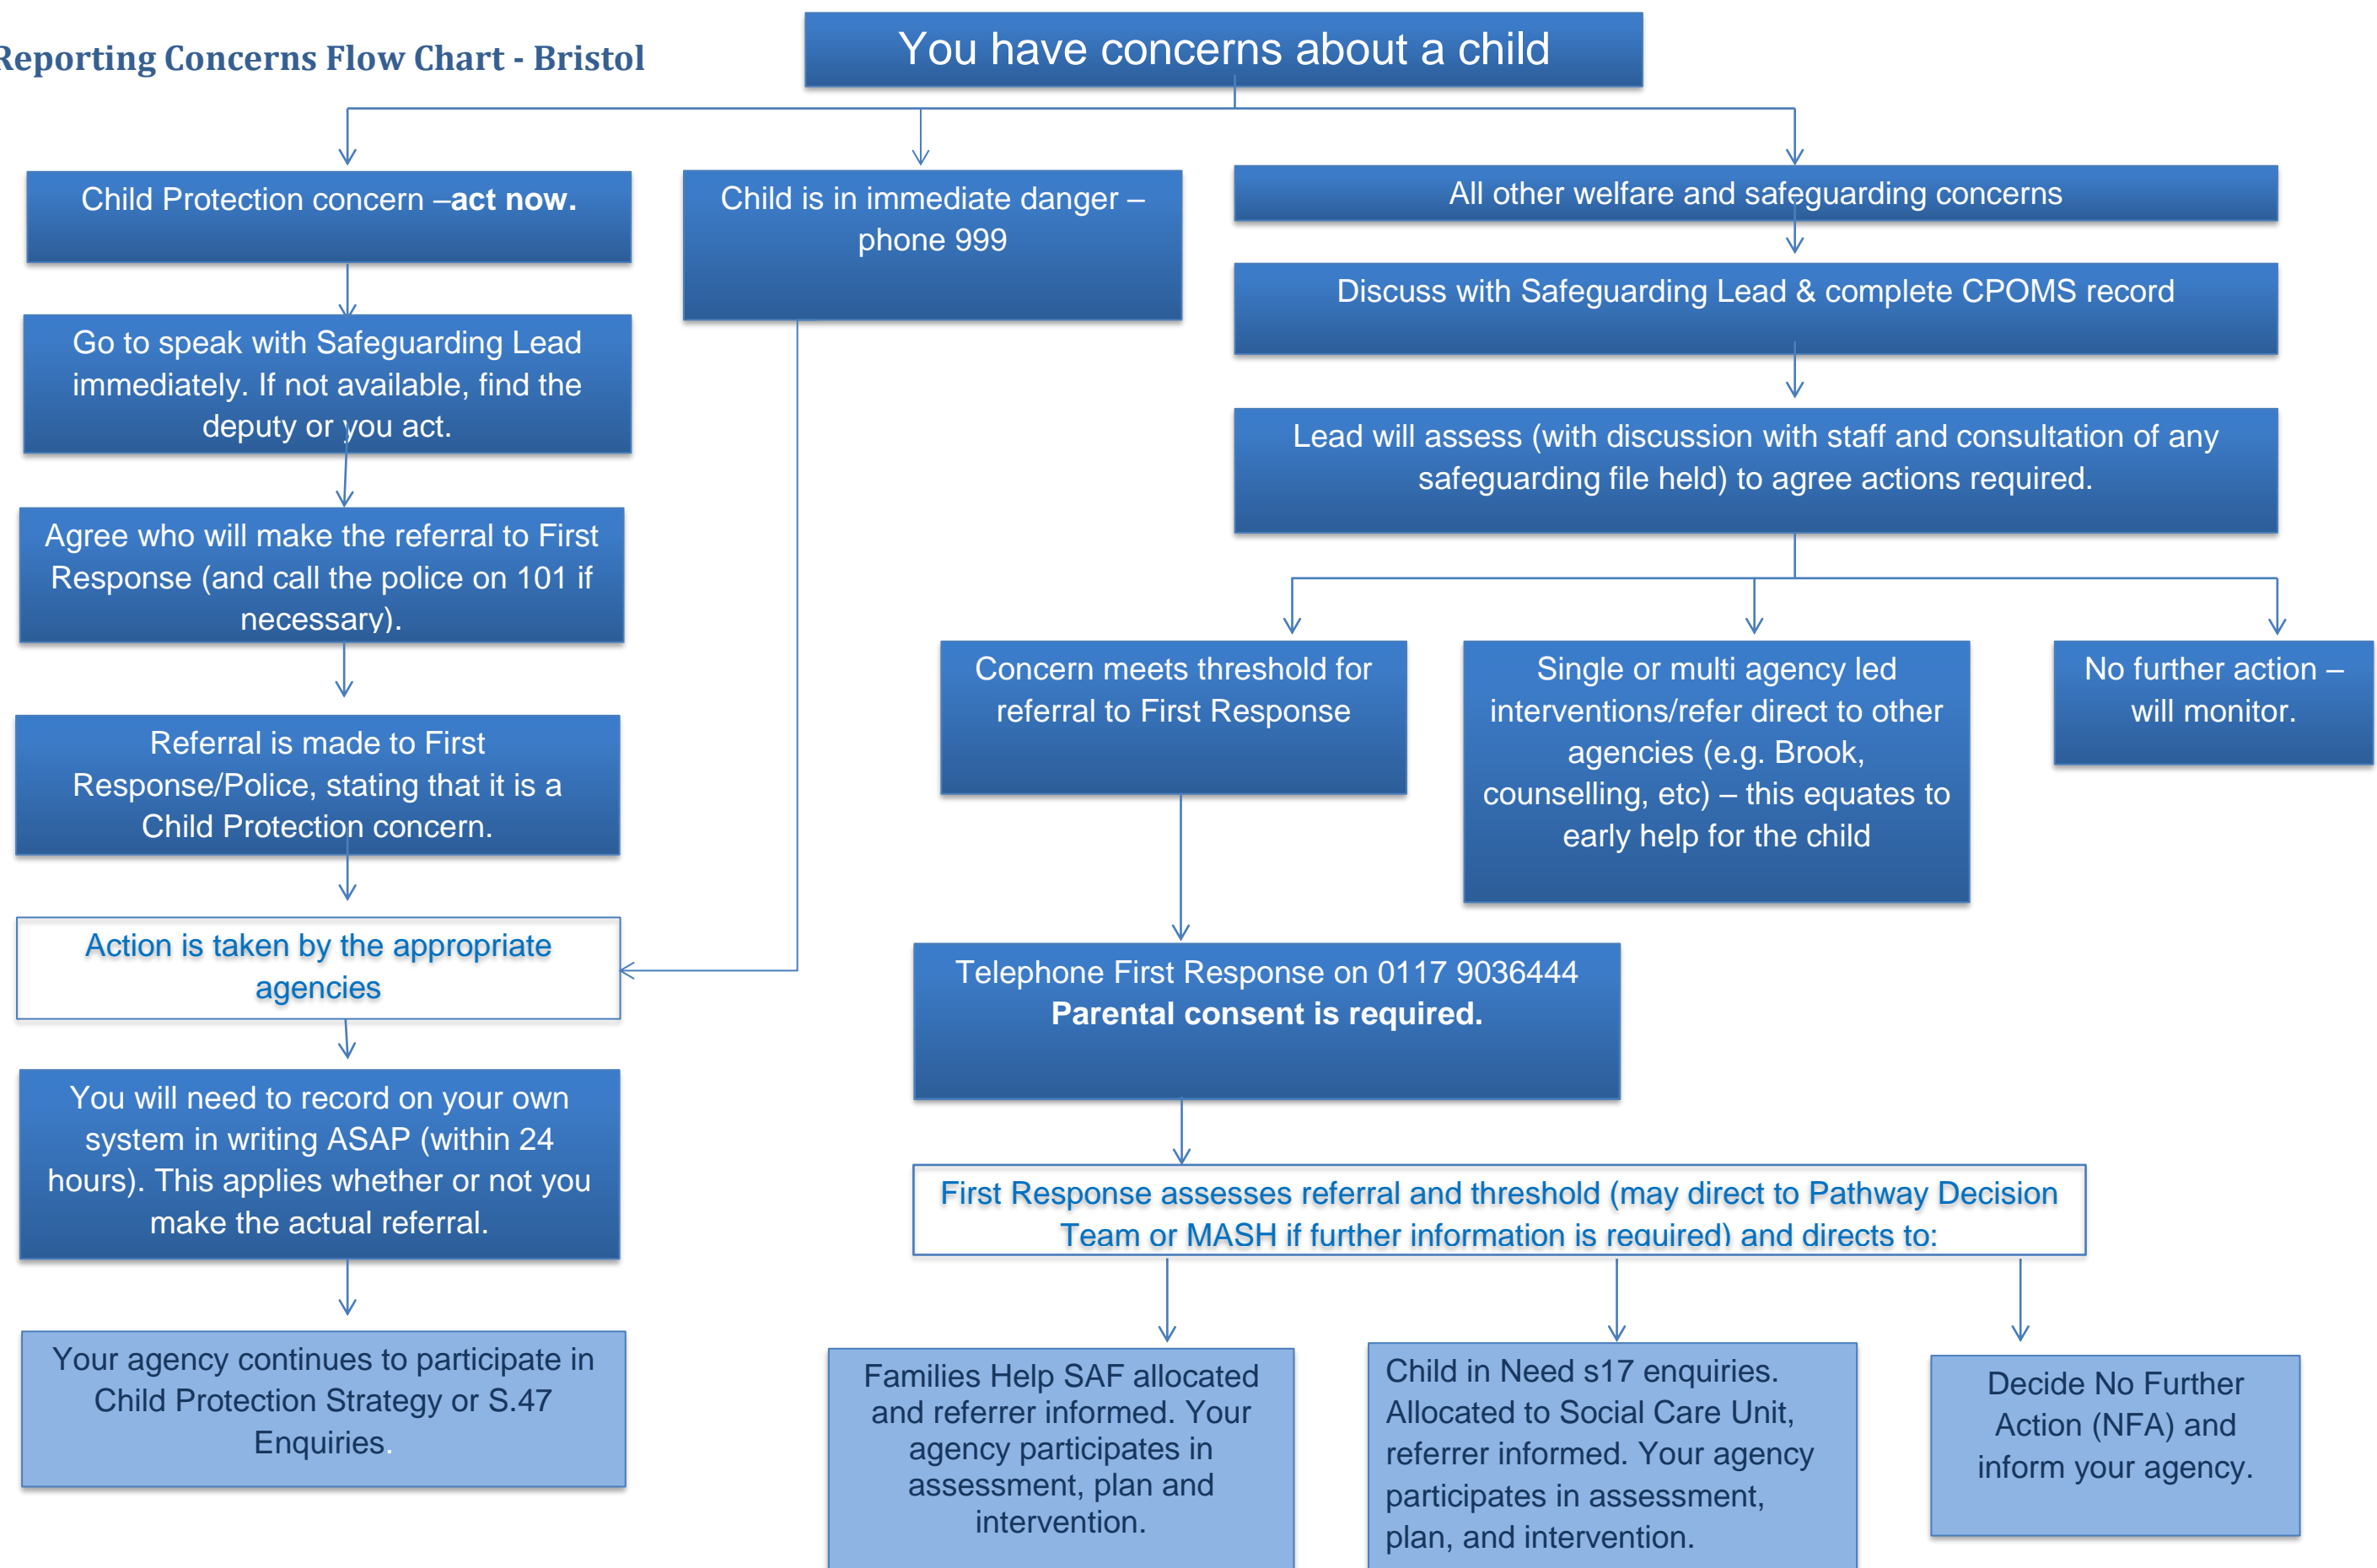 Reporting Concerns Flow Chart - Bristol
You have concerns about a child
Child Protection concern –act now.
Child is in immediate danger –
phone 999
All other welfare and safeguarding concerns
Discuss with Safeguarding Lead & complete CPOMS record
Go to speak with Safeguarding Lead
immediately. If not available, find the
deputy or you act.
Lead will assess (with discussion with staff and consultation of any
safeguarding file held) to agree actions required.
Agree who will make the referral to First
Response (and call the police on 101 if
necessary).
Concern meets threshold for
referral to First Response
Single or multi agency led
interventions/refer direct to other
agencies (e.g. Brook,
counselling, etc) – this equates to
early help for the child
No further action –
will monitor.
Referral is made to First
Response/Police, stating that it is a
Child Protection concern.
Action is taken by the appropriate
agencies
Telephone First Response on 0117 9036444
Parental consent is required.
You will need to record on your own
system in writing ASAP (within 24
hours). This applies whether or not you
make the actual referral.
First Response assesses referral and threshold (may direct to Pathway Decision
Team or MASH if further information is required) and directs to:
Your agency continues to participate in
Child Protection Strategy or S.47
Enquiries.
Families Help SAF allocated
and referrer informed. Your
agency participates in
assessment, plan and
intervention.
Child in Need s17 enquiries.
Allocated to Social Care Unit,
referrer informed. Your agency
participates in assessment,
plan, and intervention.
Decide No Further
Action (NFA) and
inform your agency.